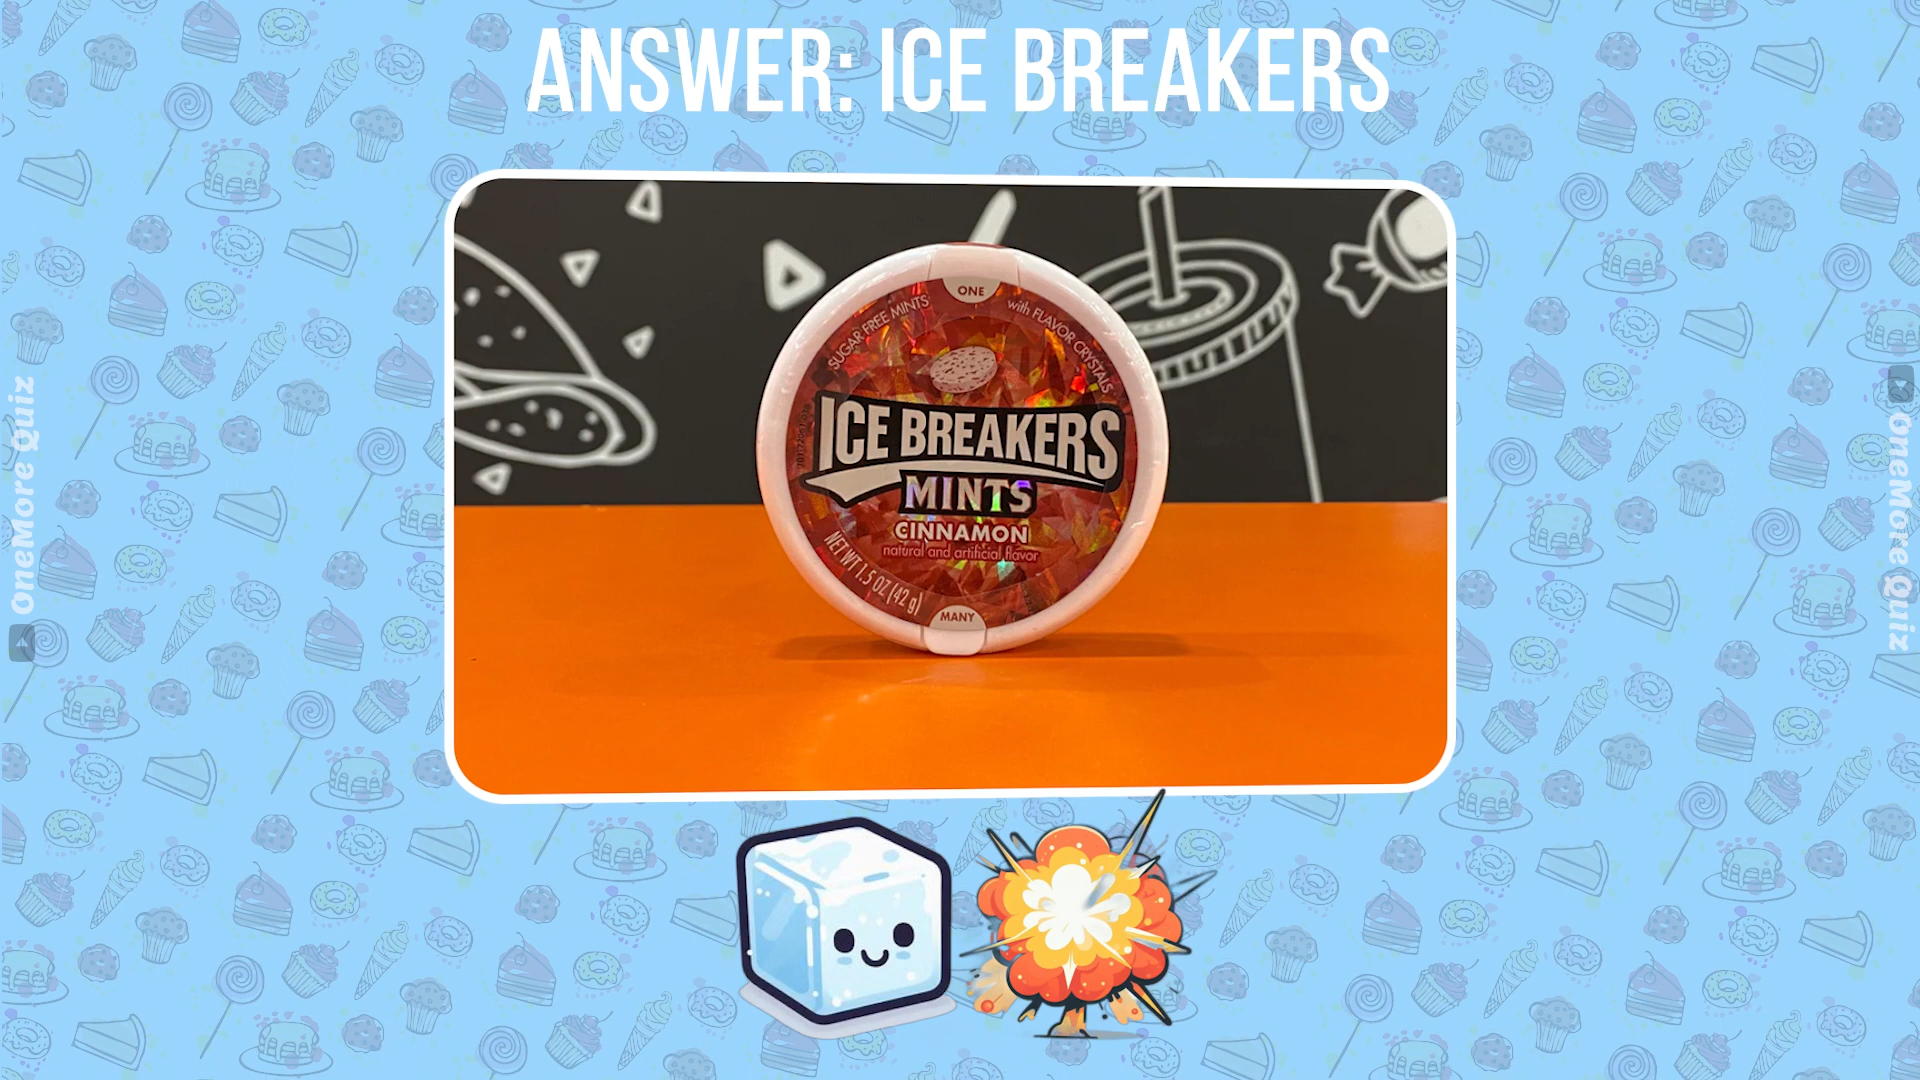 ANSWER: ICE BREAKERS
ONE
SUGAR FREE MINTS
with FLAVOR CRYSTALS
ICE BREAKERS
MINTS
CINNAMON
natural and artificial flavor
NET WT 1.5 OZ (42 g)
MANY
OneMore Quiz
OneMore Quiz